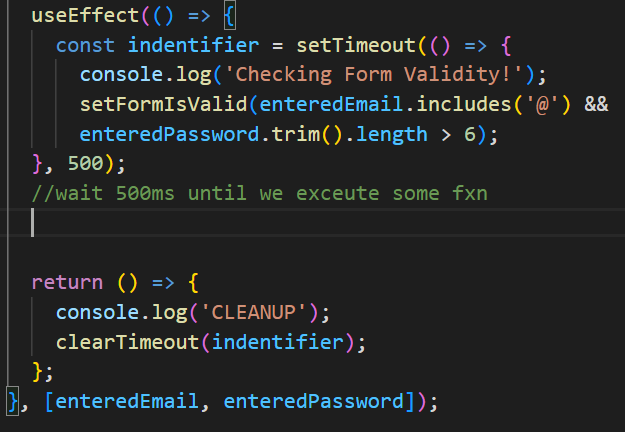 useEffect(() => {
const indentifier = setTimeout(() => {
console.log('Checking Form Validity!');
setFormIsValid(enteredEmail.includes('@') &&
enteredPassword.trim().length > 6);
}, 500);
//wait 500ms until we exceute some fxn
return () => {
console.log('CLEANUP');
clearTimeout(indentifier);
};
}, [enteredEmail, enteredPassword]);